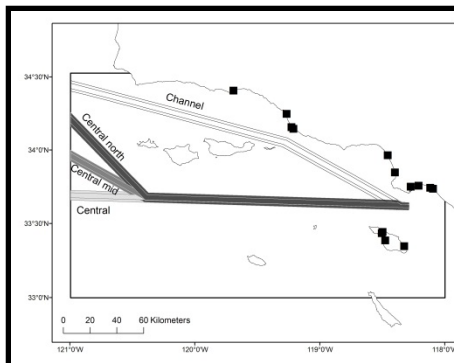 34°30'N
34°0'N
33°30'N
33°0'N
Channel
Central north
Central mid
Central
0 20 40 60 Kilometers
121°0'W
120°0'W
119°0'W
118°0'W